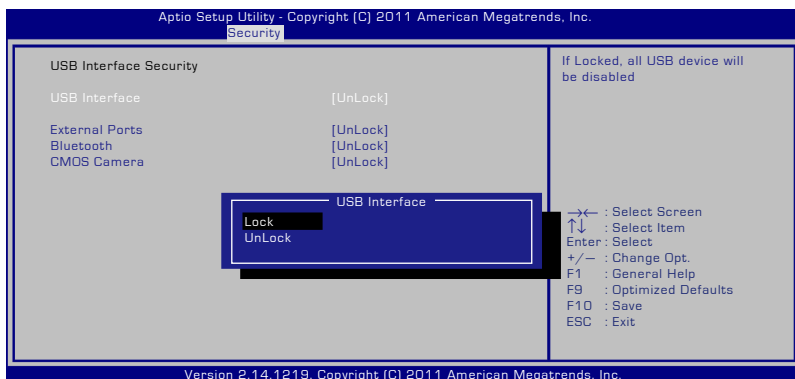 Aptio Setup Utility - Copyright (C) 2011 American Megatrends, Inc.
Security
USB Interface Security
USB Interface [UnLock]
External Ports [UnLock]
Bluetooth [UnLock]
CMOS Camera [UnLock]
USB Interface
Lock
UnLock
If Locked, all USB device will
be disabled
→← : Select Screen
↑↓ : Select Item
Enter : Select
+/− : Change Opt.
F1 : General Help
F9 : Optimized Defaults
F10 : Save
ESC : Exit
Version 2.14.1219. Copyright (C) 2011 American Megatrends, Inc.